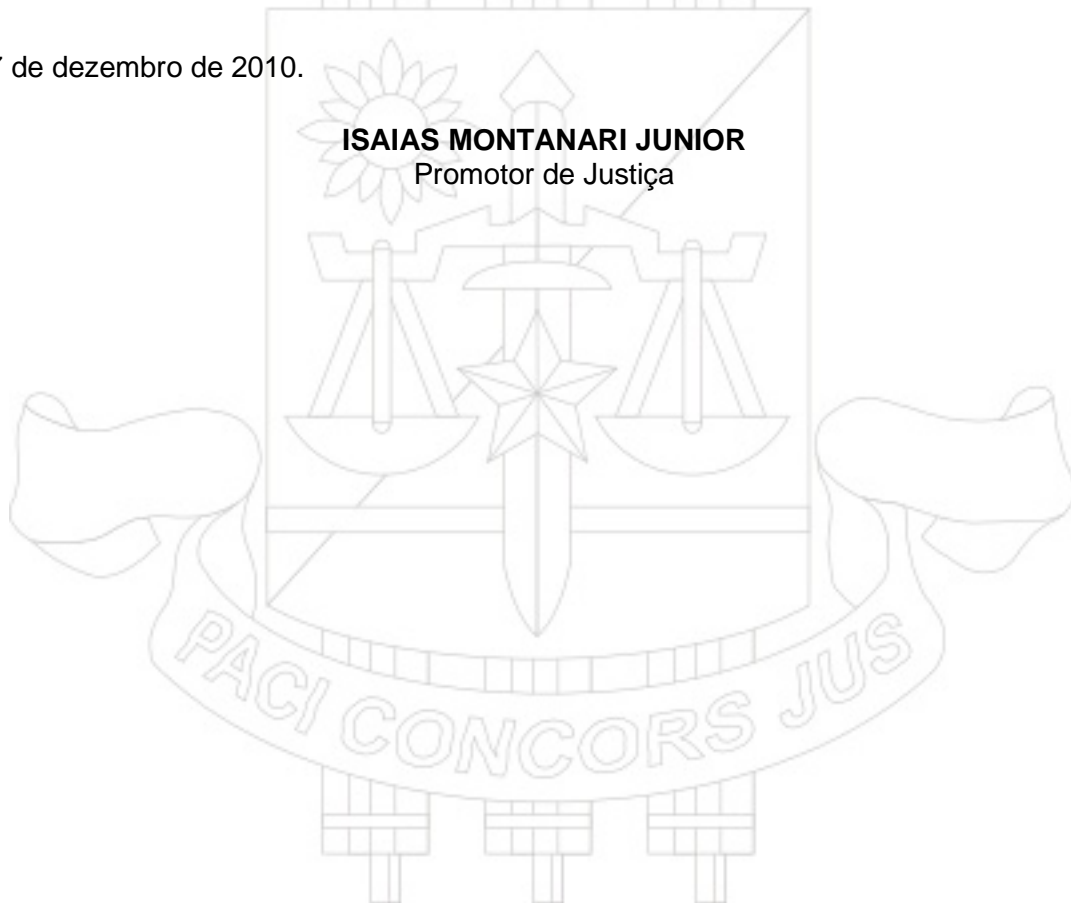 7 de dezembro de 2010.
ISAIAS MONTANARI JUNIOR
Promotor de Justiça
PACI CONCORS JUS